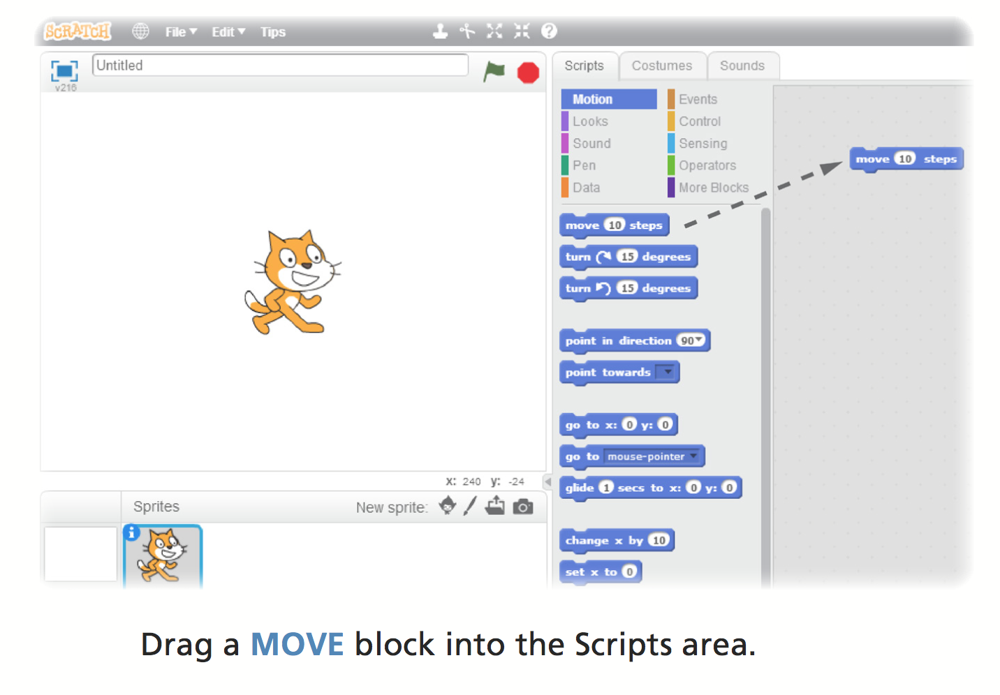 SCRATCH File Edit Tips ?
Untitled
v216
Scripts Costumes Sounds
Motion Events
Looks Control
Sound Sensing
Pen Operators
Data More Blocks
move 10 steps
move 10 steps
turn 15 degrees
turn 15 degrees
point in direction 90
point towards
go to x: 0 y: 0
go to mouse-pointer
glide 1 secs to x: 0 y: 0
change x by 10
set x to 0
x: 240 y: -24
Sprites New sprite:
i
Drag a MOVE block into the Scripts area.